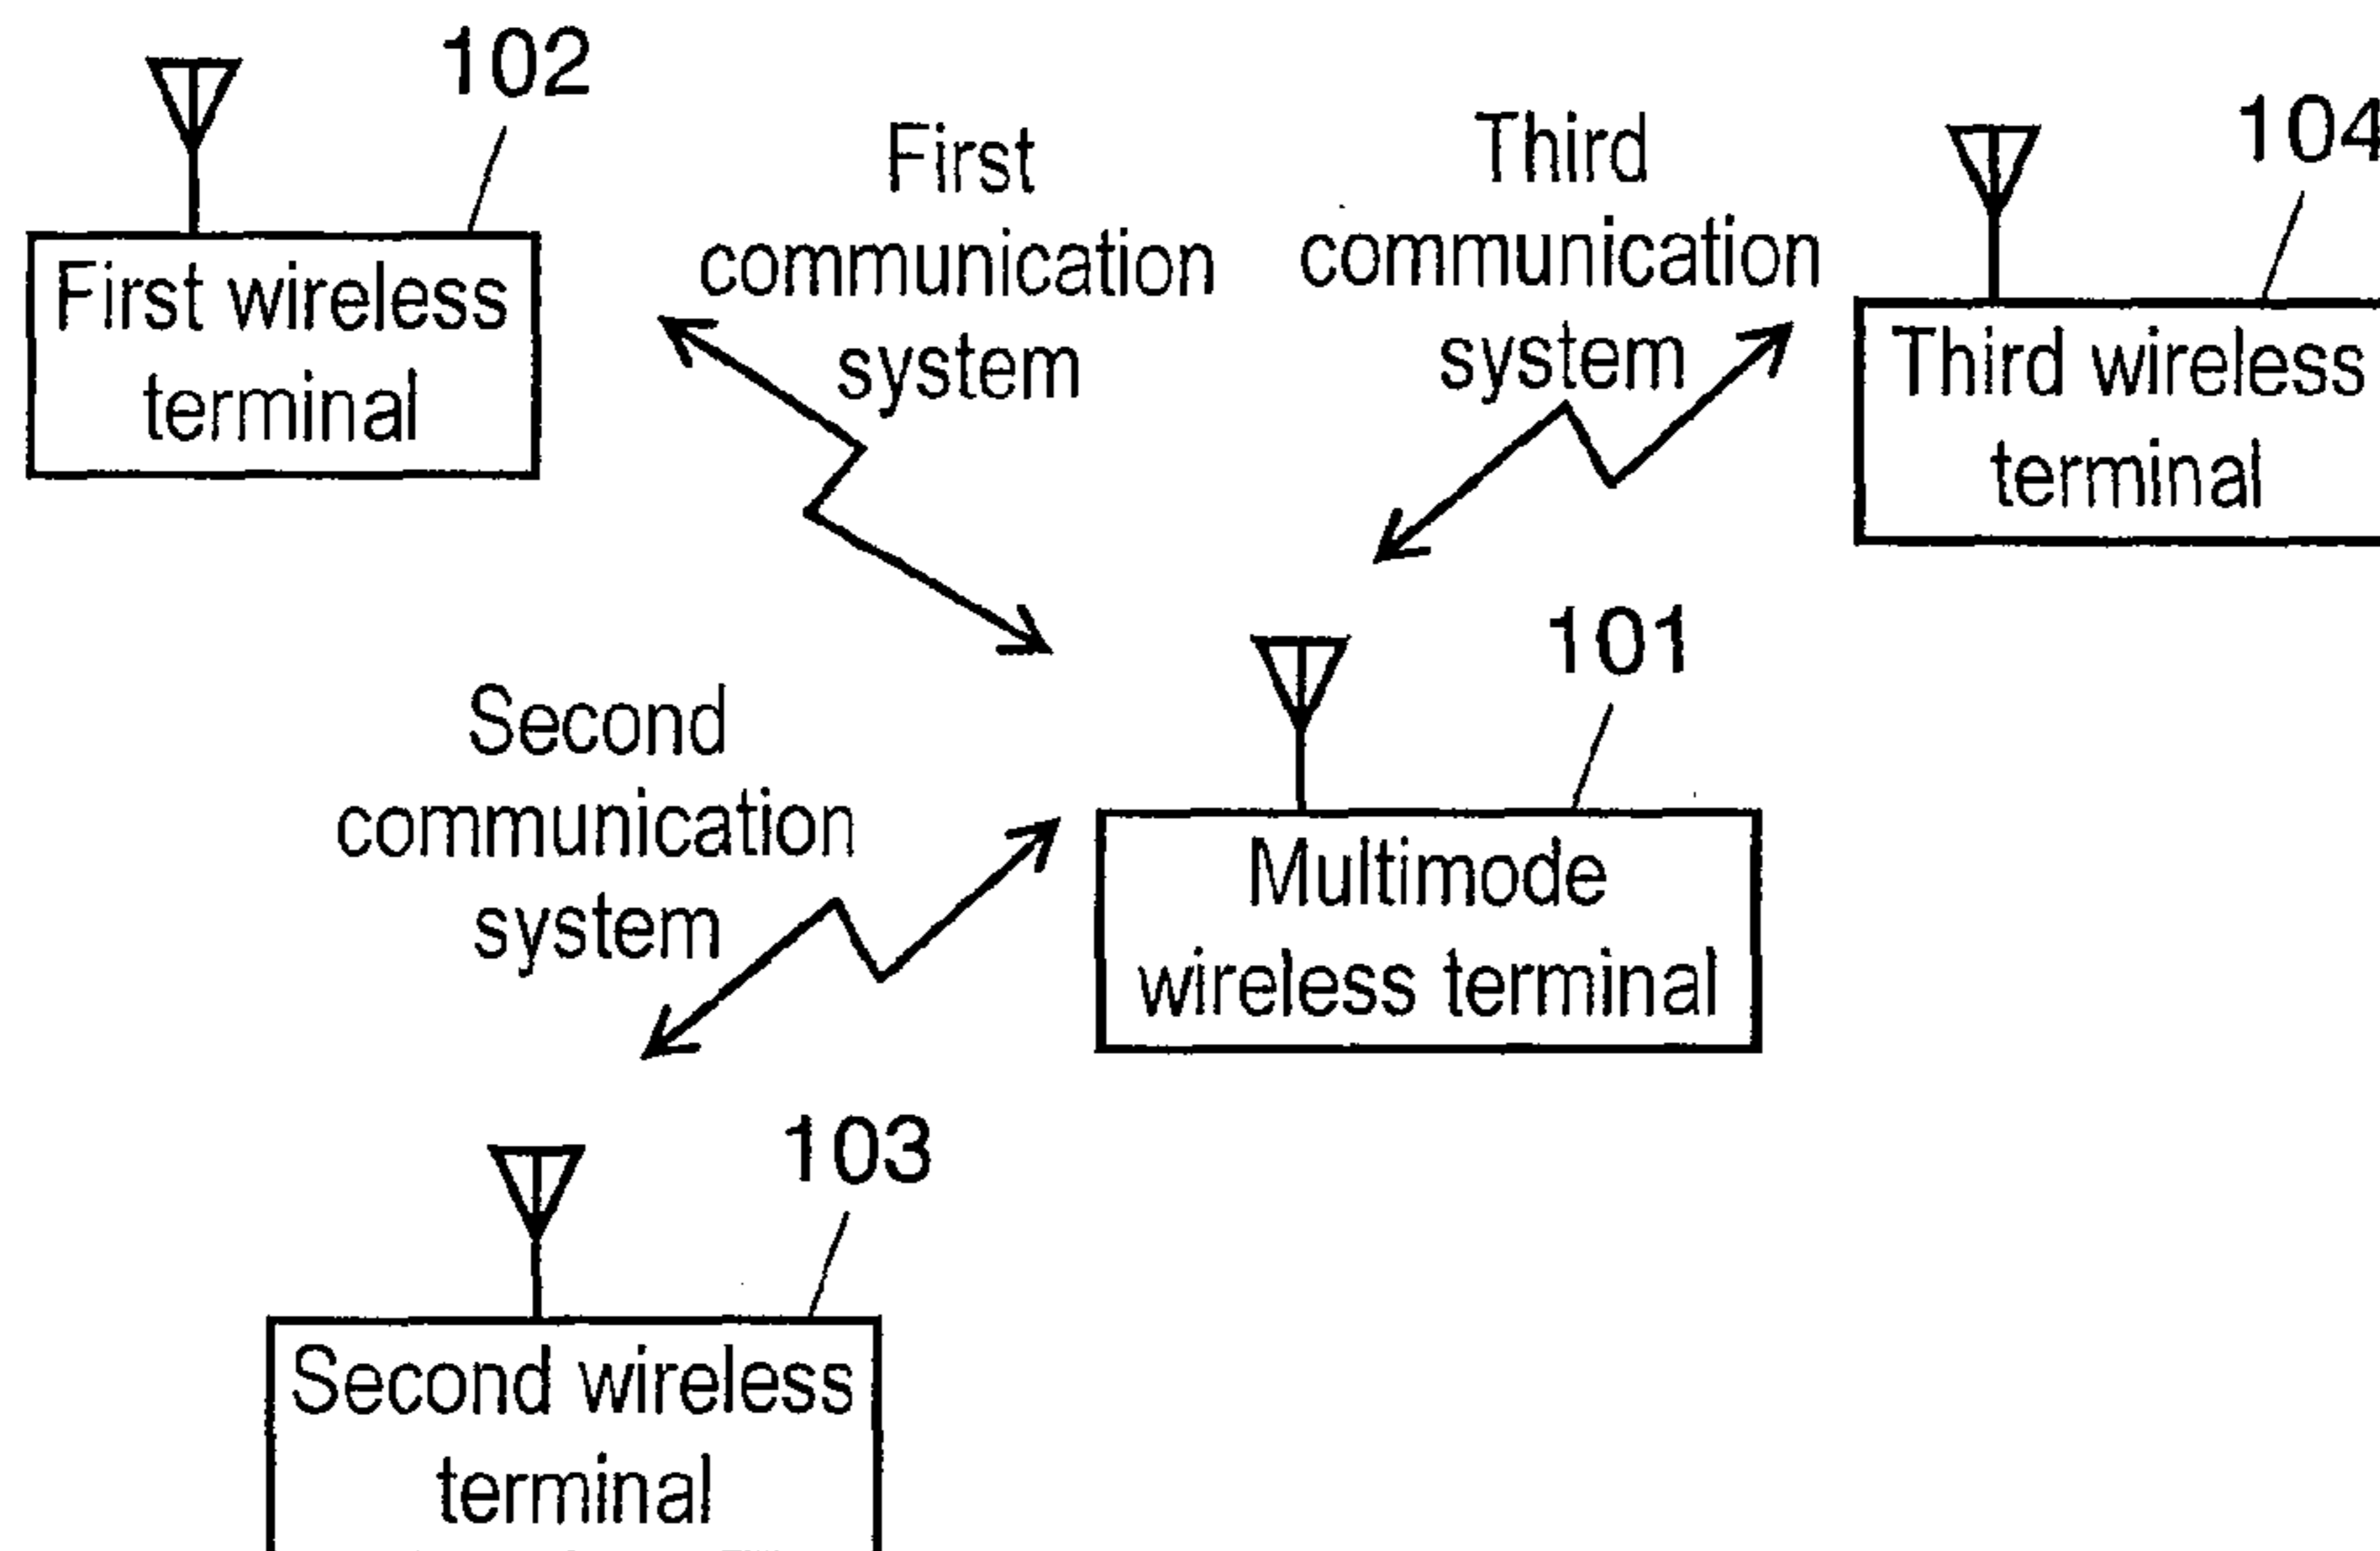 102
First wireless
terminal
First
communication
system
Third
communication
system
104
Third wireless
terminal
101
Multimode
wireless terminal
Second
communication
system
103
Second wireless
terminal